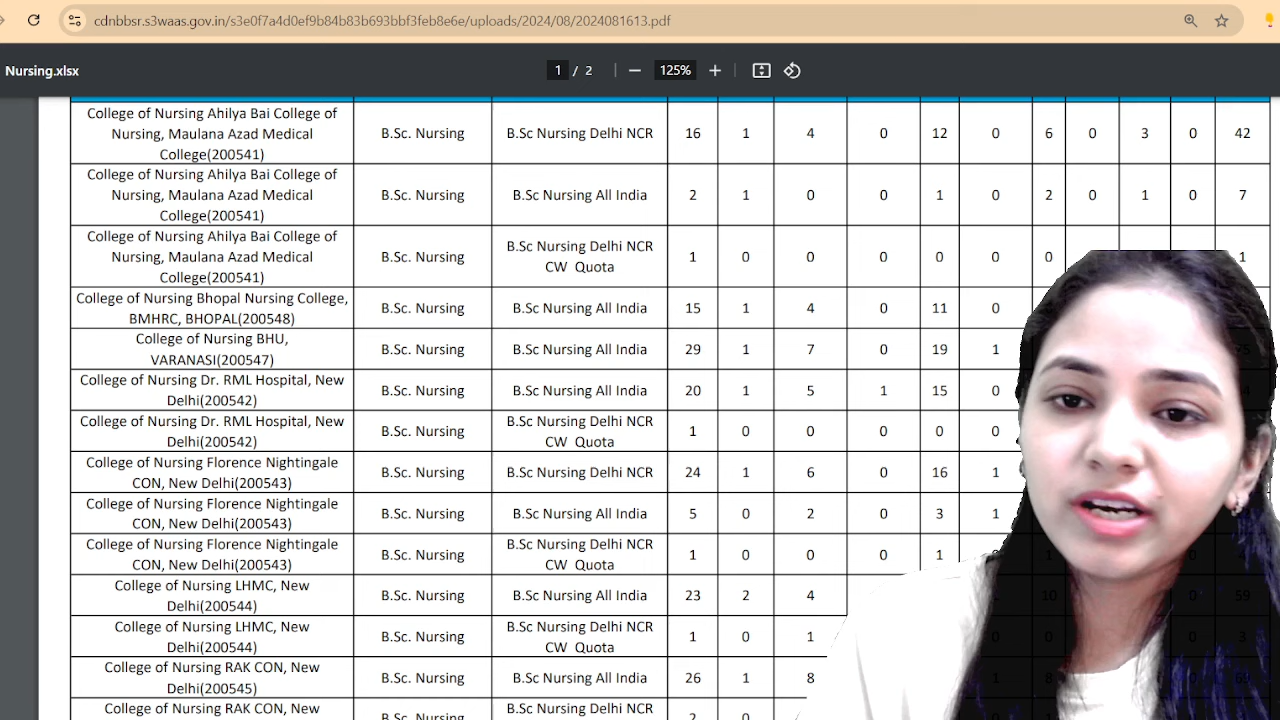 cdnbbsr.s3waas.gov.in/s3e0f7a4d0ef9b84b83b693bbf3feb8e6e/uploads/2024/08/2024081613.pdf
Nursing.xlsx
1 / 2
125%
College of Nursing Ahilya Bai College of
Nursing, Maulana Azad Medical
College(200541)
B.Sc. Nursing
B.Sc Nursing Delhi NCR
16 1 4 0 12 0 6 0 3 0 42
College of Nursing Ahilya Bai College of
Nursing, Maulana Azad Medical
College(200541)
B.Sc. Nursing
B.Sc Nursing All India
2 1 0 0 1 0 2 0 1 0 7
College of Nursing Ahilya Bai College of
Nursing, Maulana Azad Medical
College(200541)
B.Sc. Nursing
B.Sc Nursing Delhi NCR
CW Quota
1 0 0 0 0 0 0 1
College of Nursing Bhopal Nursing College,
BMHRC, BHOPAL(200548)
B.Sc. Nursing
B.Sc Nursing All India
15 1 4 0 11 0
College of Nursing BHU,
VARANASI(200547)
B.Sc. Nursing
B.Sc Nursing All India
29 1 7 0 19 1
College of Nursing Dr. RML Hospital, New
Delhi(200542)
B.Sc. Nursing
B.Sc Nursing All India
20 1 5 1 15 0
College of Nursing Dr. RML Hospital, New
Delhi(200542)
B.Sc. Nursing
B.Sc Nursing Delhi NCR
CW Quota
1 0 0 0 0 0
College of Nursing Florence Nightingale
CON, New Delhi(200543)
B.Sc. Nursing
B.Sc Nursing Delhi NCR
24 1 6 0 16 1
College of Nursing Florence Nightingale
CON, New Delhi(200543)
B.Sc. Nursing
B.Sc Nursing All India
5 0 2 0 3 1
College of Nursing Florence Nightingale
CON, New Delhi(200543)
B.Sc. Nursing
B.Sc Nursing Delhi NCR
CW Quota
1 0 0 0 1
College of Nursing LHMC, New
Delhi(200544)
B.Sc. Nursing
B.Sc Nursing All India
23 2 4 10 0 59
College of Nursing LHMC, New
Delhi(200544)
B.Sc. Nursing
B.Sc Nursing Delhi NCR
CW Quota
1 0 1 0 0 0 3
College of Nursing RAK CON, New
Delhi(200545)
B.Sc. Nursing
B.Sc Nursing All India
26 1 8 1 8 0
College of Nursing RAK CON, New
B.Sc. Nursing
B.Sc Nursing Delhi NCR
2 0